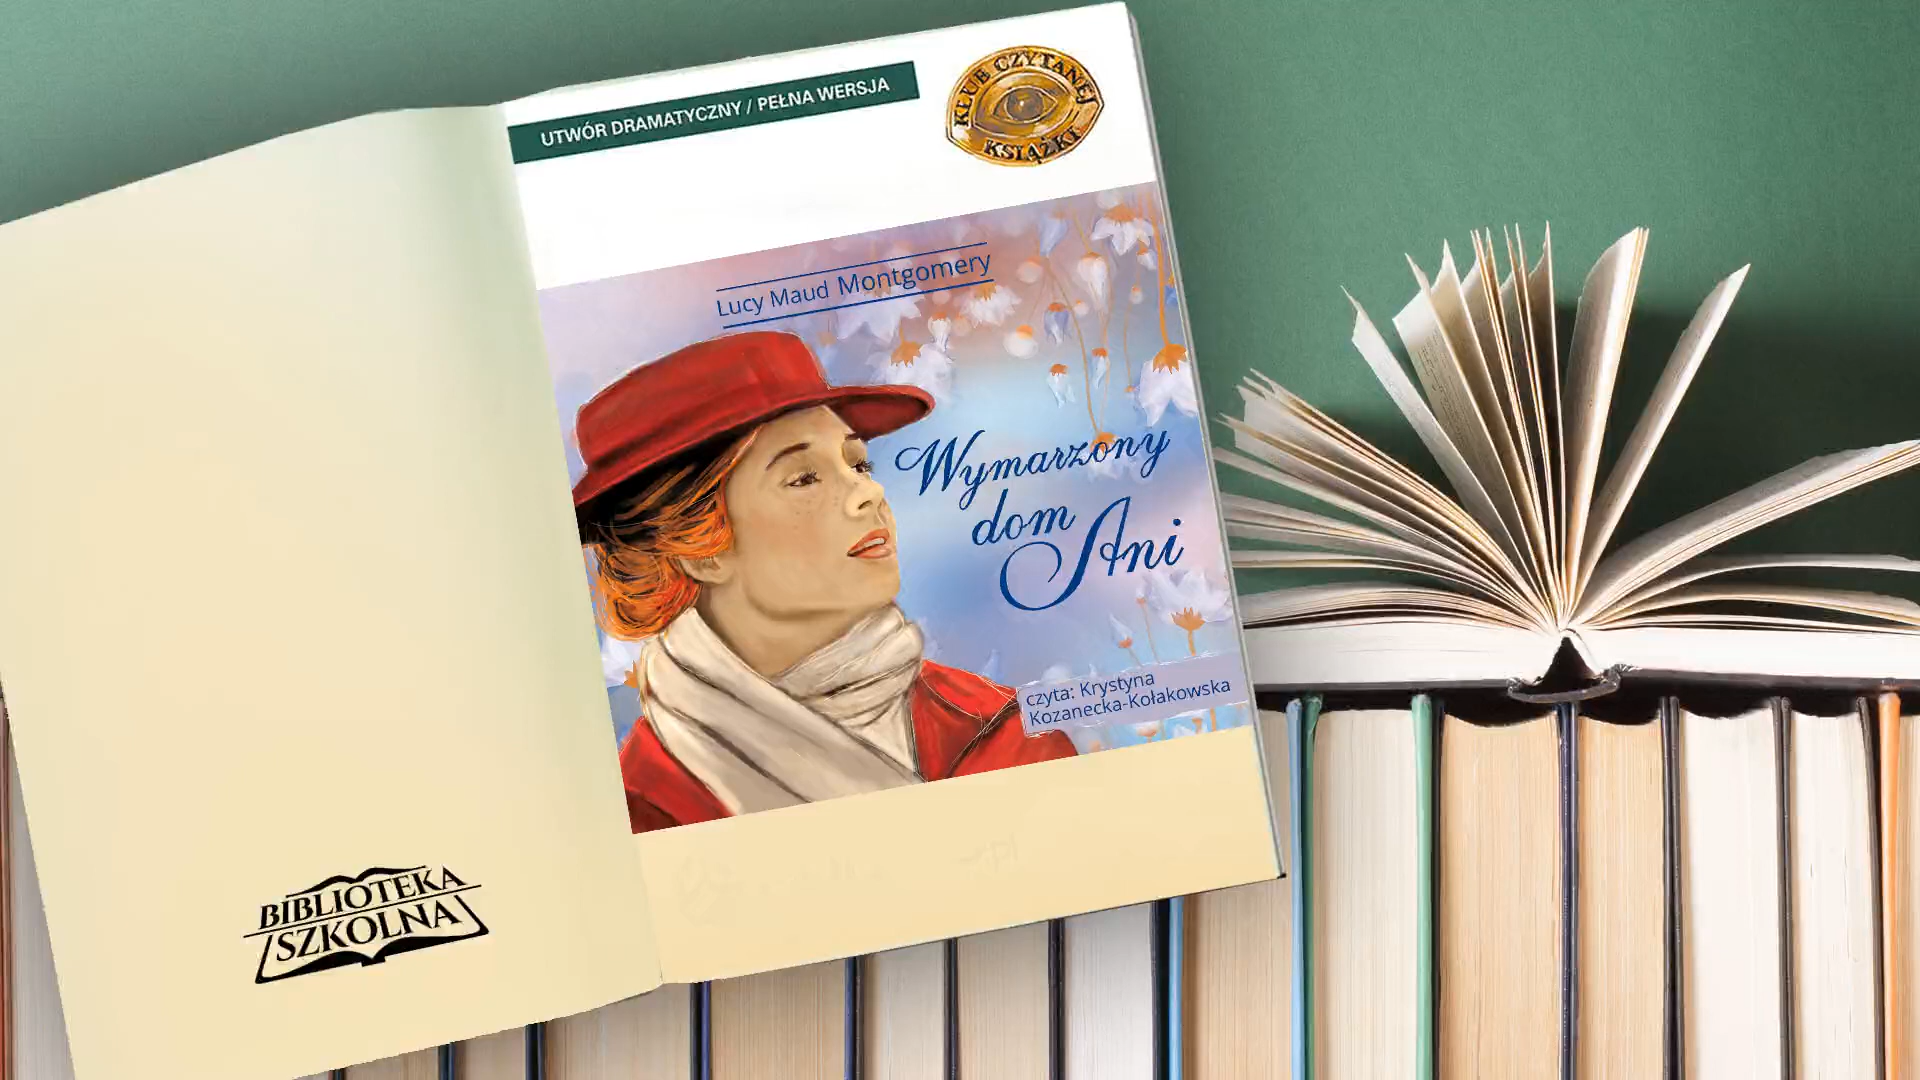 UTWÓR DRAMATYCZNY / PEŁNA WERSJA
KLUB CZYTANEJ
KSIĄŻKI
Lucy Maud Montgomery
Wymarzony
dom
Ani
czyta: Krystyna
Kozanecka-Kołakowska
BIBLIOTEKA
SZKOLNA